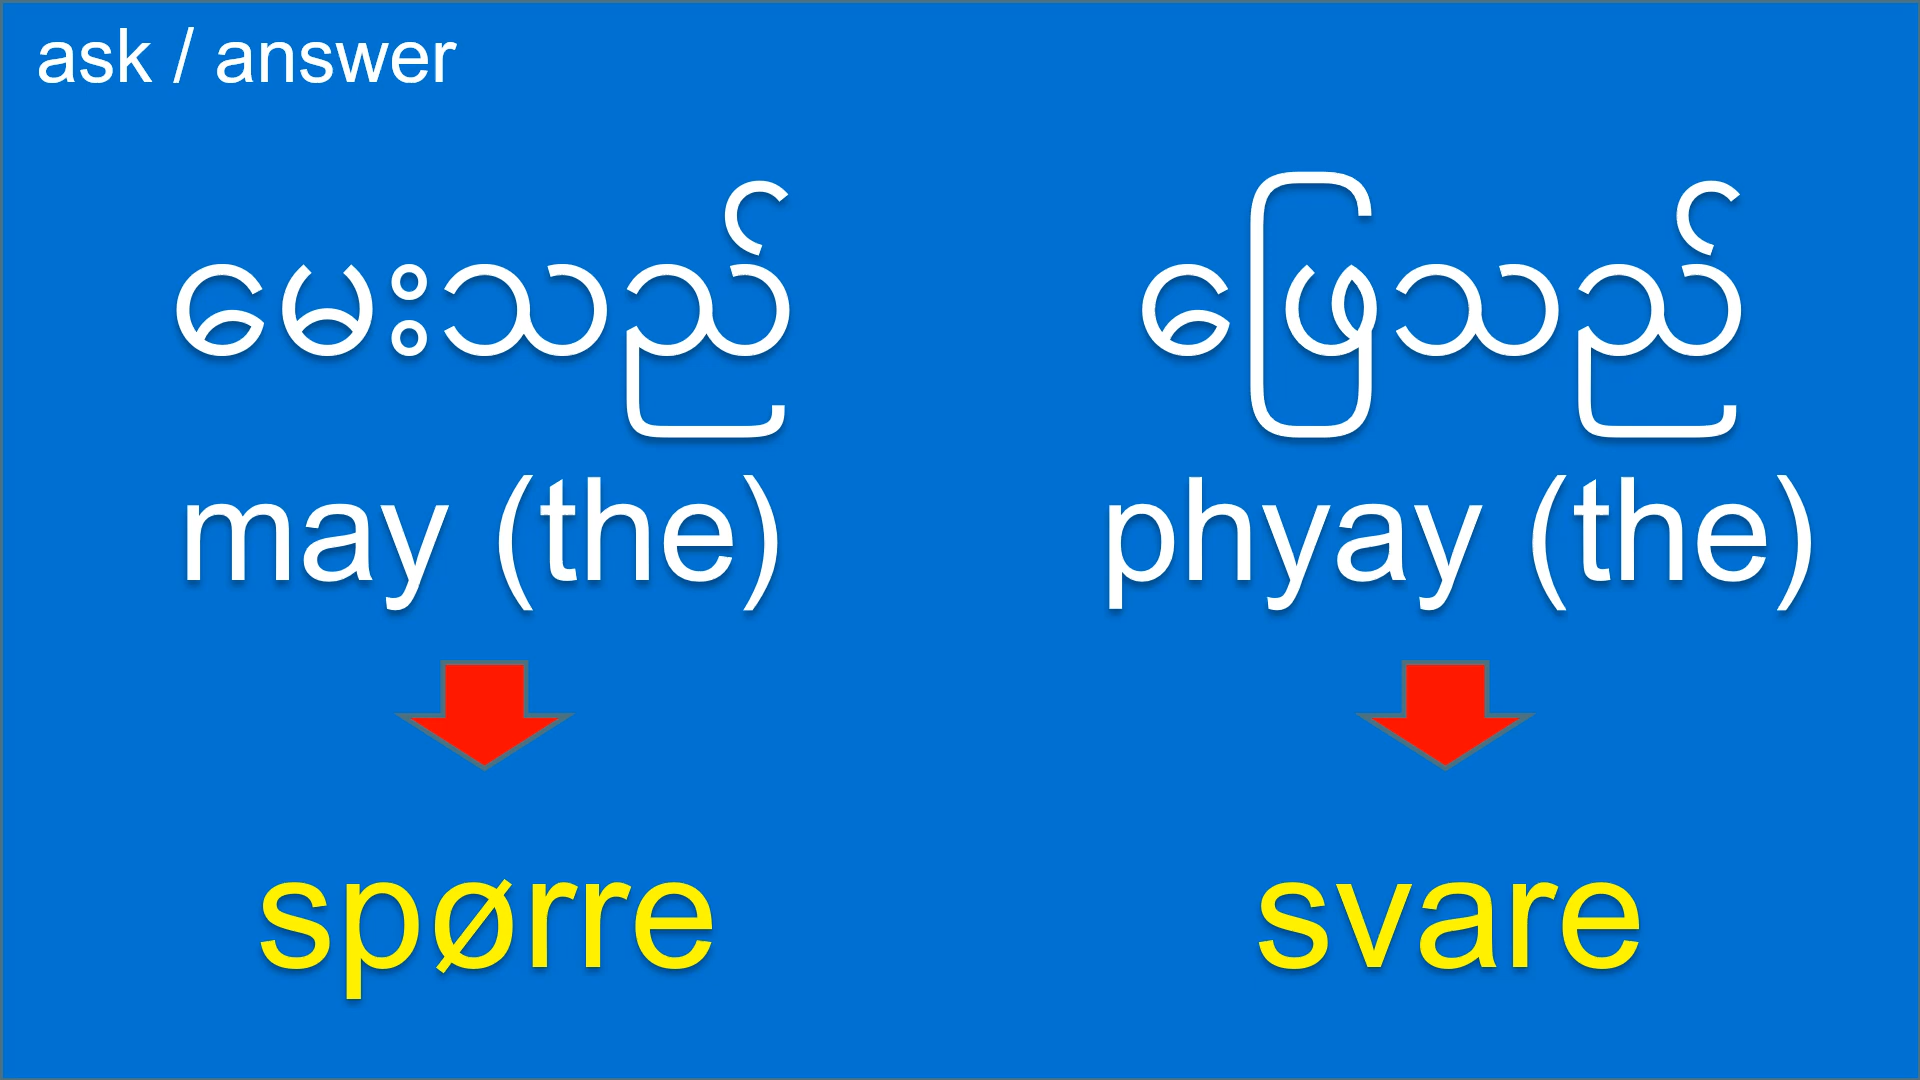 ask / answer
မေးသည်
ဖြေသည်
may (the)
phyay (the)
spørre
svare